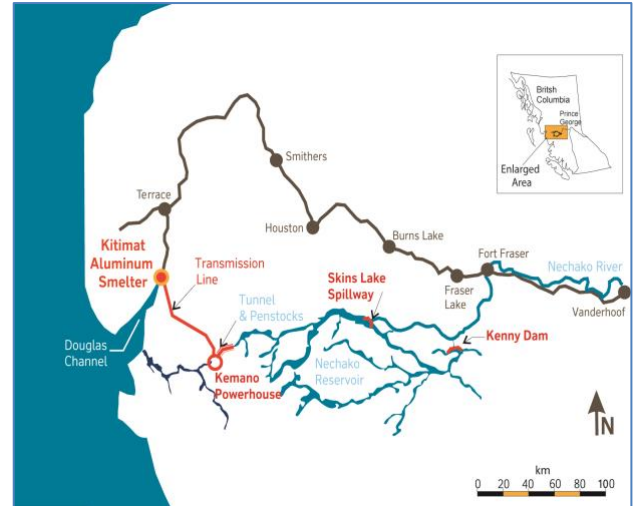 Britsh
Columbia
Prince
George
Enlarged
Area
Smithers
Terrace
Houston
Burns Lake
Fort Fraser
Kitimat
Aluminum
Smelter
Transmission
Line
Skins Lake
Spillway
Fraser
Lake
Nechako River
Vanderhoof
Tunnel
& Penstocks
Kenny Dam
Douglas
Channel
Nechako
Reservoir
Kemano
Powerhouse
N
km
0 20 40 60 80 100